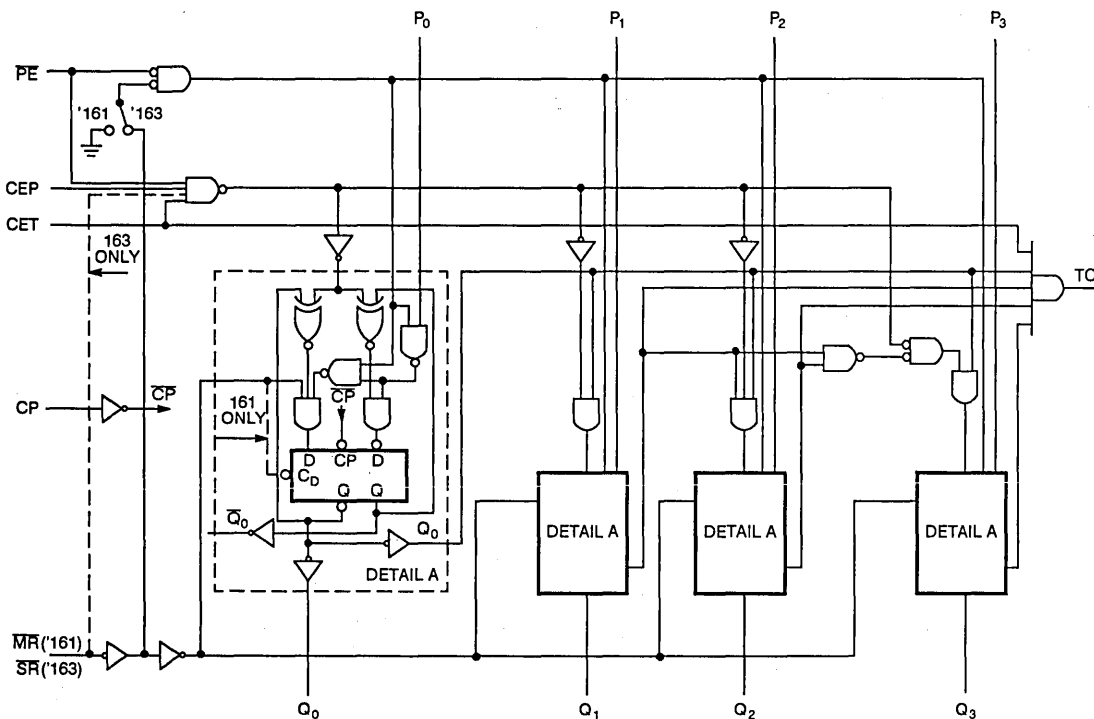 P0
P1
P2
P3
PE
'161
'163
CEP
CET
163
ONLY
TC
CP
CP
CP
161
ONLY
D
CP
D
CD
Q
Q
Q0
Q0
DETAIL A
DETAIL A
DETAIL A
DETAIL A
MR('161)
SR('163)
Q0
Q1
Q2
Q3